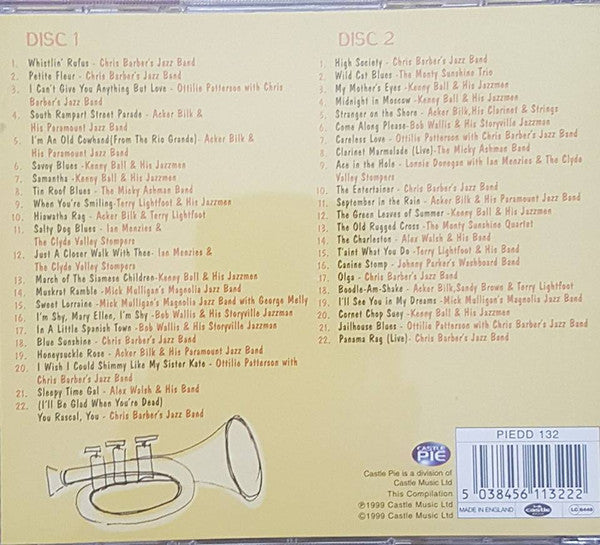 DISC 1
1. Whistlin' Rufus - Chris Barber's Jazz Band
2. Petite Fleur - Chris Barber's Jazz Band
3. I Can't Give You Anything But Love - Ottilie Patterson with Chris
Barber's Jazz Band
4. South Rampart Street Parade - Acker Bilk &
His Paramount Jazz Band
5. I'm An Old Cowhand(From The Rio Grande)- Acker Bilk &
His Paramount Jazz Band
6. Savoy Blues - Kenny Ball & His Jazzmen
7. Samantha -Kenny Ball & His Jazzmen
8. Tin Roof Blues - The Micky Ashman Band
9. When You're Smiling-Terry Lightfoot & His Jazzmen
10. Hiawatha Rag - Acker Bilk & Terry Lightfoot
11. Salty Dog Blues - Ian Menzies &
The Clyde Valley Stompers
12. Just A Closer Walk With Thee- Ian Menzies &
The Clyde Valley Stompers
13. March of The Siamese Children-Kenny Ball & His Jazzmen
14. Muskrat Ramble -Mick Mulligan's Magnolia Jazz Band
15. Sweet Lorraine - Mick Mulligan's Magnolia Jazz Band with George Melly
16. I'm Shy, Mary Ellen, I'm Shy - Bob Wallis & His Storyville Jazzman
17. In A Little Spanish Town -Bob Wallis & His Storyville Jazzman
18. Blue Sunshine - Chris Barber's Jazz Band
19. Honeysuckle Rose - Acker Bilk & His Paramount Jazz Band
20. I Wish I Could Shimmy Like My Sister Kate - Ottilie Patterson with
Chris Barber's Jazz Band
21. Sleepy Time Gal - Alex Walsh & His Band
22. (I'll Be Glad When You're Dead)
You Rascal, You - Chris Barber's Jazz Band
DISC 2
1. High Society - Chris Barber's Jazz Band
2. Wild Cat Blues -The Monty Sunshine Trio
3. My Mother's Eyes -Kenny Ball & His Jazzmen
4. Midnight in Moscow -Kenny Ball & His Jazzmen
5. Stranger on the Shore - Acker Bilk,His Clarinet & Strings
6. Come Along Please-Bob Wallis & His Storyville Jazzman
7. Careless Love - Ottilie Patterson with Chris Barber's Jazz Band
8. Clarinet Marmalade (Live)-The Micky Ashman Band
9. Ace in the Hole - Lonnie Donegan with Ian Menzies & The Clyde
Valley Stompers
10. The Entertainer - Chris Barber's Jazz Band
11. September in the Rain - Acker Bilk & His Paramount Jazz Band
12. The Green Leaves of Summer -Kenny Ball & His Jazzmen
13. The Old Rugged Cross - The Monty Sunshine Quartet
14. The Charleston - Alex Walsh & His Band
15. T'aint What You Do -Terry Lightfoot & His Band
16. Canine Stomp - Johnny Parker's Washboard Band
17. Olga - Chris Barber's Jazz Band
18. Boodle-Am-Shake - Acker Bilk,Sandy Brown & Terry Lightfoot
19. I'll See You in My Dreams -Mick Mulligan's Magnolia Jazz Band
20. Cornet Chop Suey -Kenny Ball & His Jazzmen
21. Jailhouse Blues - Ottilie Patterson with Chris Barber's Jazz Band
22. Panama Rag (Live)- Chris Barber's Jazz Band
CASTLE
PIE
Castle Pie is a division of
Castle Music Ltd
This Compilation
℗1999 Castle Music Ltd
©1999 Castle Music Ltd
PIEDD 132
5 038456 113222
MADE IN ENGLAND
Castle
LC 6448